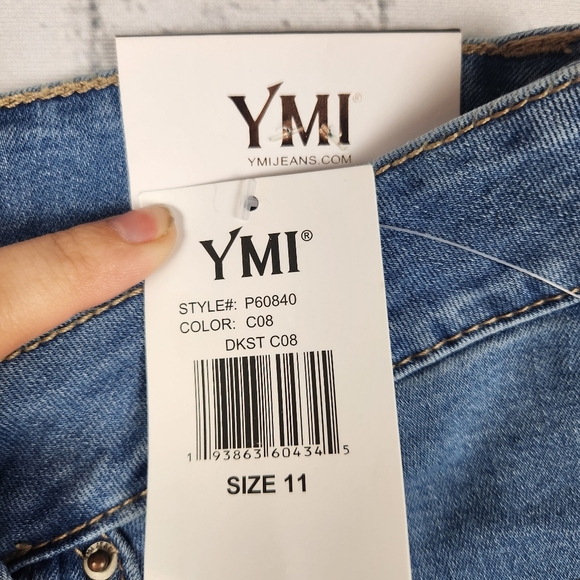 YMI®
YMIJEANS.COM
YMI®
STYLE#: P60840
COLOR: C08
DKST C08
1 93863 60434 5
SIZE 11